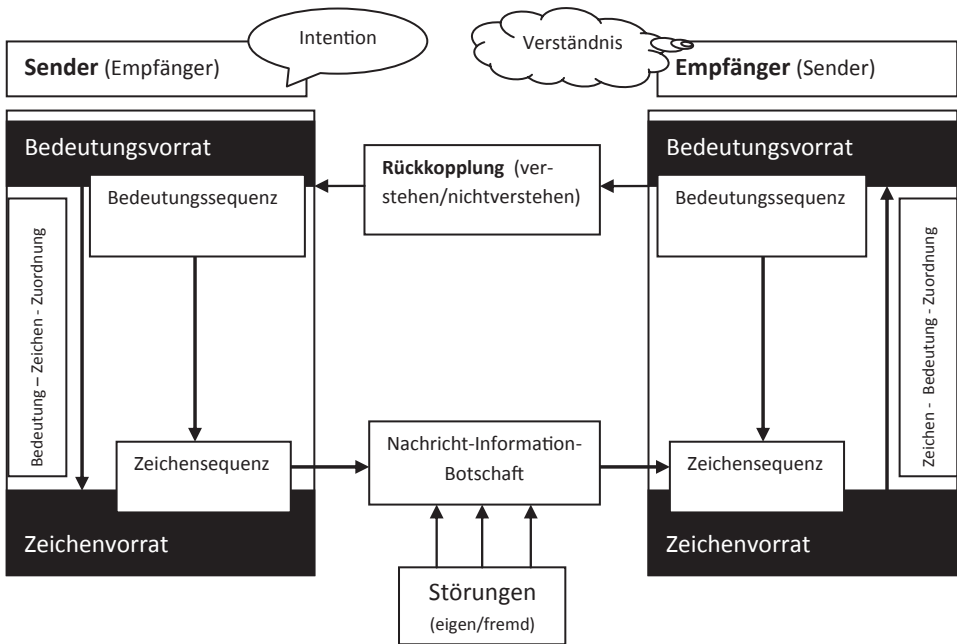 Intention
Verständnis
Sender (Empfänger)
Empfänger (Sender)
Bedeutungsvorrat
Bedeutungssequenz
Bedeutung – Zeichen - Zuordnung
Zeichensequenz
Zeichenvorrat
Rückkopplung (ver-
stehen/nichtverstehen)
Nachricht-Information-
Botschaft
Störungen
(eigen/fremd)
Bedeutungsvorrat
Bedeutungssequenz
Zeichen - Bedeutung - Zuordnung
Zeichensequenz
Zeichenvorrat